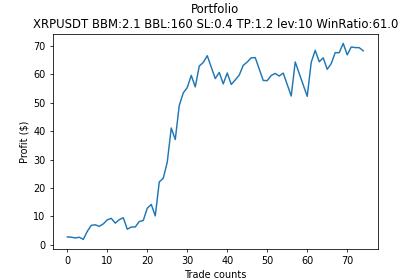 Portfolio
XRPUSDT BBM:2.1 BBL:160 SL:0.4 TP:1.2 lev:10 WinRatio:61.0
70
60
50
40
30
20
10
0
Profit ($)
0 10 20 30 40 50 60 70
Trade counts